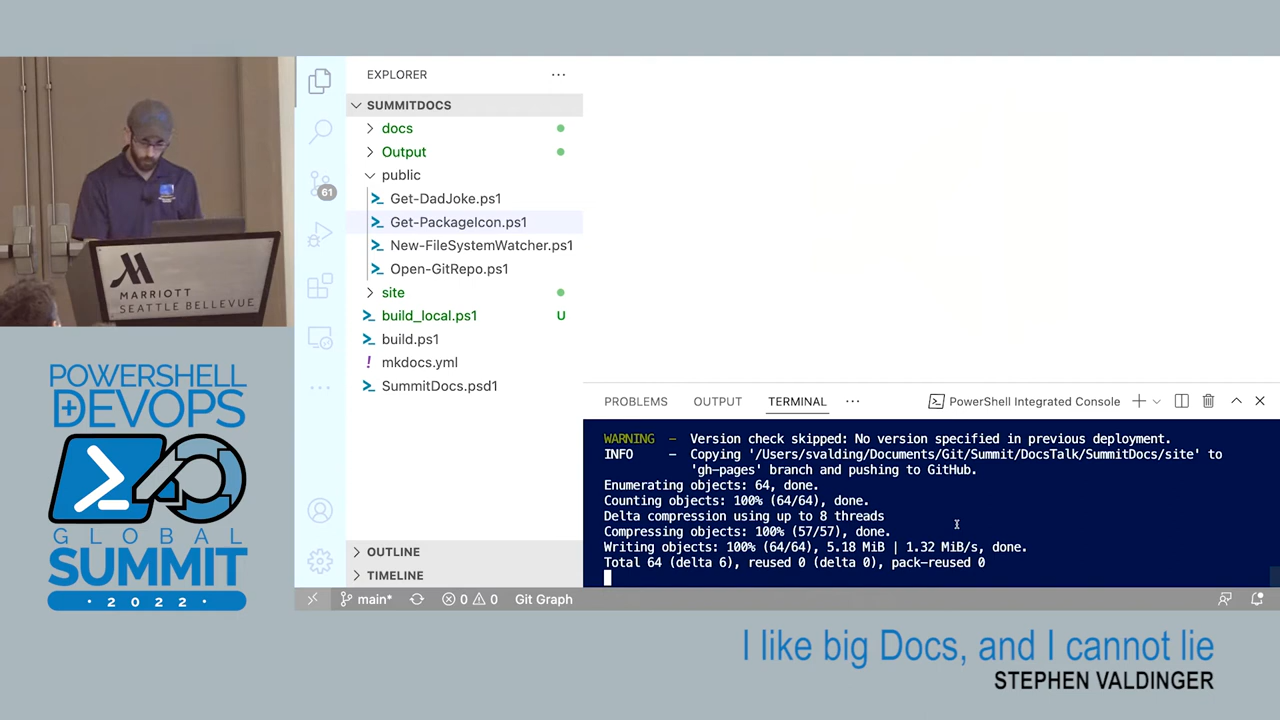 EXPLORER
SUMMITDOCS
docs
Output
public
Get-DadJoke.ps1
Get-PackageIcon.ps1
New-FileSystemWatcher.ps1
Open-GitRepo.ps1
site
build_local.ps1 U
build.ps1
! mkdocs.yml
SummitDocs.psd1
OUTLINE
TIMELINE
61
PROBLEMS OUTPUT TERMINAL ··· PowerShell Integrated Console
WARNING - Version check skipped: No version specified in previous deployment.
INFO - Copying '/Users/svalding/Documents/Git/Summit/DocsTalk/SummitDocs/site' to
'gh-pages' branch and pushing to GitHub.
Enumerating objects: 64, done.
Counting objects: 100% (64/64), done.
Delta compression using up to 8 threads
Compressing objects: 100% (57/57), done.
Writing objects: 100% (64/64), 5.18 MiB | 1.32 MiB/s, done.
Total 64 (delta 6), reused 0 (delta 0), pack-reused 0
main* 0 0 Git Graph
MARRIOTT
SEATTLE BELLEVUE
POWERSHELL
DEVOPS
GLOBAL
SUMMIT
· 2 0 2 2 ·
I like big Docs, and I cannot lie
STEPHEN VALDINGER